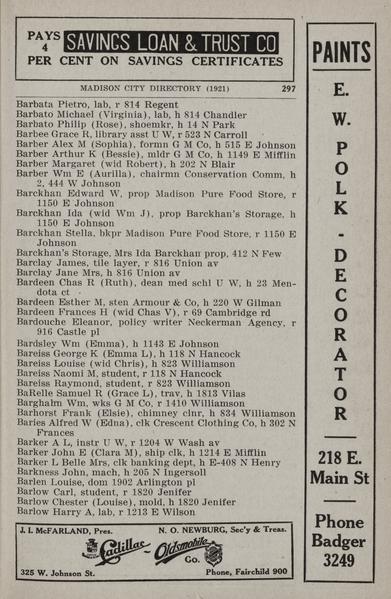 PAYS 4 SAVINGS LOAN & TRUST CO
PER CENT ON SAVINGS CERTIFICATES
MADISON CITY DIRECTORY (1921) 297
Barbata Pietro, lab, r 814 Regent
Barbato Michael (Virginia), lab, h 814 Chandler
Barbato Philip (Rose), shoemkr, h 14 N Park
Barbee Grace R, library asst U W, r 523 N Carroll
Barber Alex M (Sophia), formn G M Co, h 515 E Johnson
Barber Arthur K (Bessie), mldr G M Co, h 1149 E Mifflin
Barber Margaret (wid Robert), h 202 N Blair
Barber Wm E (Aurilla), chairmn Conservation Comm, h
2, 444 W Johnson
Barckhan Edward W, prop Madison Pure Food Store, r
1150 E Johnson
Barckhan Ida (wid Wm J), prop Barckhan's Storage, h
1150 E Johnson
Barckhan Stella, bkpr Madison Pure Food Store, r 1150 E
Johnson
Barckhan's Storage, Mrs Ida Barckhan prop, 412 N Few
Barclay James, tile layer, r 816 Union av
Barclay Jane Mrs, h 816 Union av
Bardeen Chas R (Ruth), dean med schl U W, h 23 Men-
dota ct
Bardeen Esther M, sten Armour & Co, h 220 W Gilman
Bardeen Frances H (wid Chas V), r 69 Cambridge rd
Bardouche Eleanor, policy writer Neckerman Agency, r
916 Castle pl
Bardsley Wm (Emma), h 1143 E Johnson
Bareiss George K (Emma L), h 118 N Hancock
Bareiss Louise (wid Chris), h 823 Williamson
Bareiss Naomi M, student, r 118 N Hancock
Bareiss Raymond, student, r 823 Williamson
BaRelle Samuel R (Grace L), trav, h 1813 Vilas
Barghahn Wm, wks G M Co, r 1410 Williamson
Barhorst Frank (Elsie), chimney clnr, h 834 Williamson
Baries Alfred W (Edna), clk Crescent Clothing Co, h 302 N
Frances
Barker A L, instr U W, r 1204 W Wash av
Barker John E (Clara M), ship clk, h 1214 E Mifflin
Barker L Belle Mrs, clk banking dept, h E-408 N Henry
Barkness John, mach, h 205 N Ingersoll
Barlen Louise, dom 1902 Arlington pl
Barlow Carl, student, r 1820 Jenifer
Barlow Chester (Louise), mold, h 1820 Jenifer
Barlow Harry A, lab, r 1213 E Wilson
J. I. McFARLAND, Pres. N. O. NEWBURG, Sec'y & Treas.
Cadillac - Oldsmobile Co.
325 W. Johnson St. Phone, Fairchild 900
PAINTS
E. W. POLK - DECORATOR
218 E.
Main St
Phone
Badger
3249